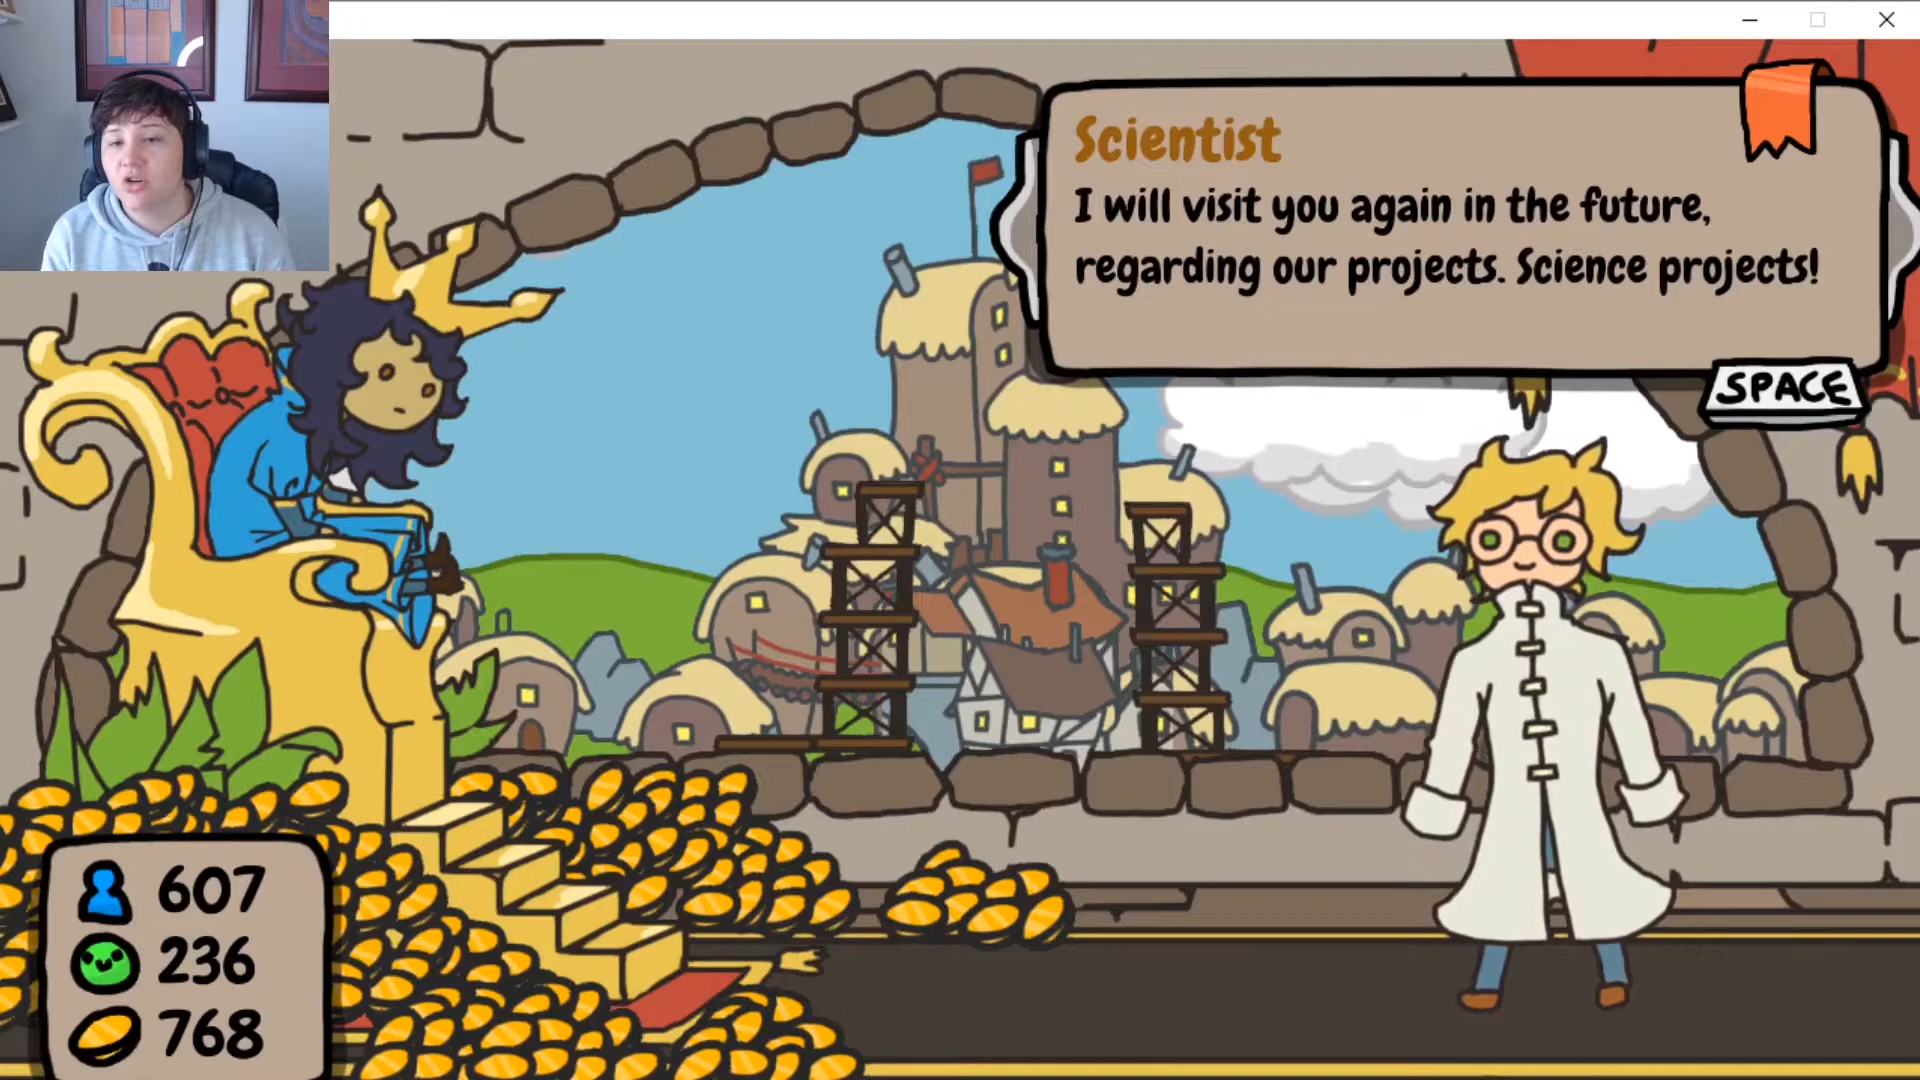 Scientist
I will visit you again in the future,
regarding our projects. Science projects!
SPACE
607
236
768